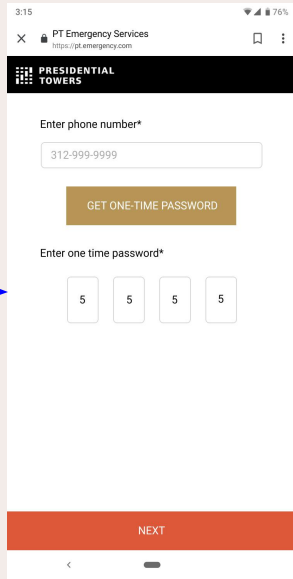 3:15 76%
PT Emergency Services
https://pt.emergency.com
PRESIDENTIAL
TOWERS
Enter phone number*
312-999-9999
GET ONE-TIME PASSWORD
Enter one time password*
5 5 5 5
NEXT